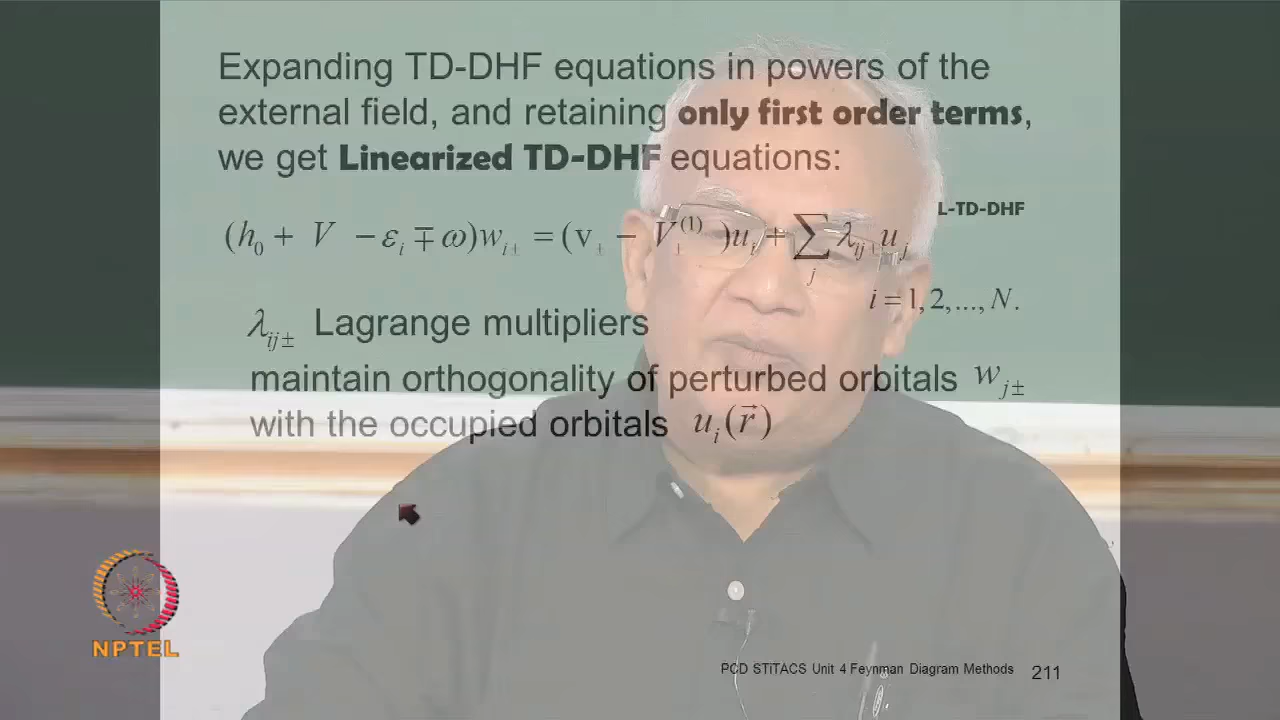 Expanding TD-DHF equations in powers of the
external field, and retaining only first order terms,
we get Linearized TD-DHF equations:
L-TD-DHF
(h₀ + V − εᵢ ∓ ω)wᵢ± = (v± − V±⁽¹⁾)uᵢ + ∑ⱼ λᵢⱼ± uⱼ
i = 1, 2, ..., N.
λᵢⱼ± Lagrange multipliers
maintain orthogonality of perturbed orbitals wⱼ±
with the occupied orbitals uᵢ(r⃗)
NPTEL
PCD STiTACS Unit 4 Feynman Diagram Methods 211